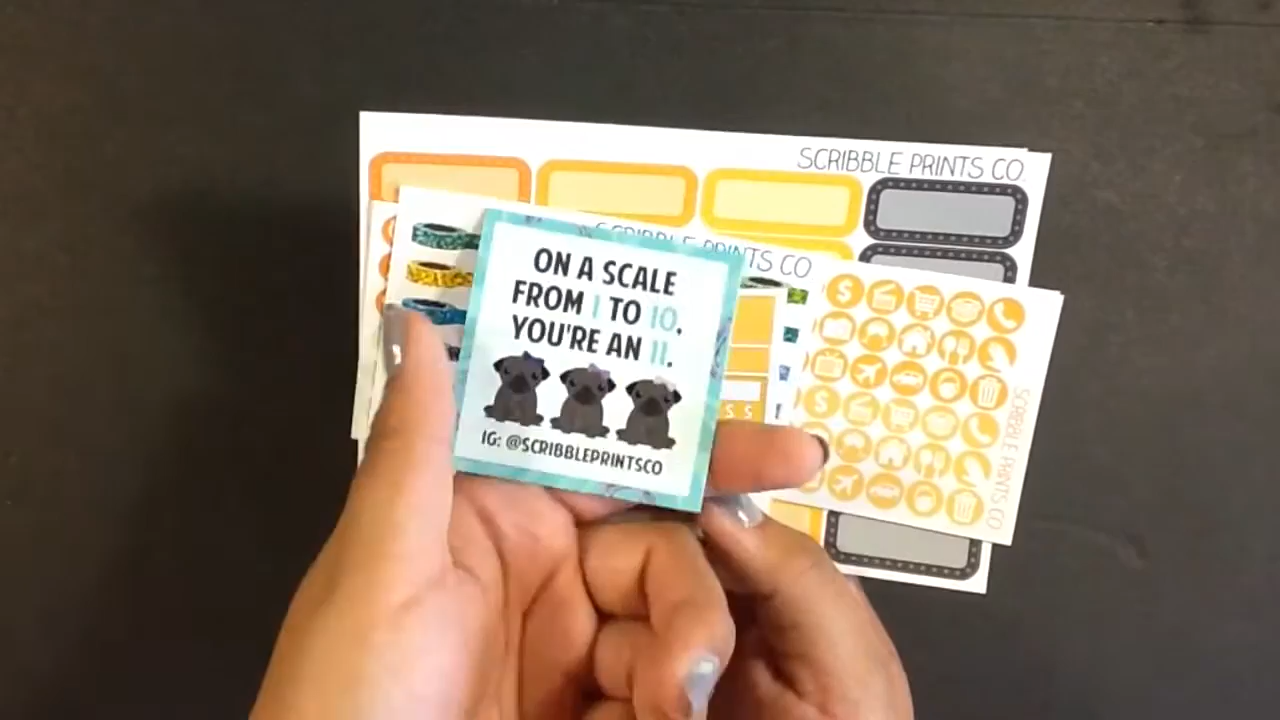 SCRIBBLE PRINTS CO.
SCRIBBLE PRINTS CO
ON A SCALE
FROM 1 TO 10,
YOU'RE AN 11.
IG: @SCRIBBLEPRINTSCO
SCRIBBLE PRINTS CO